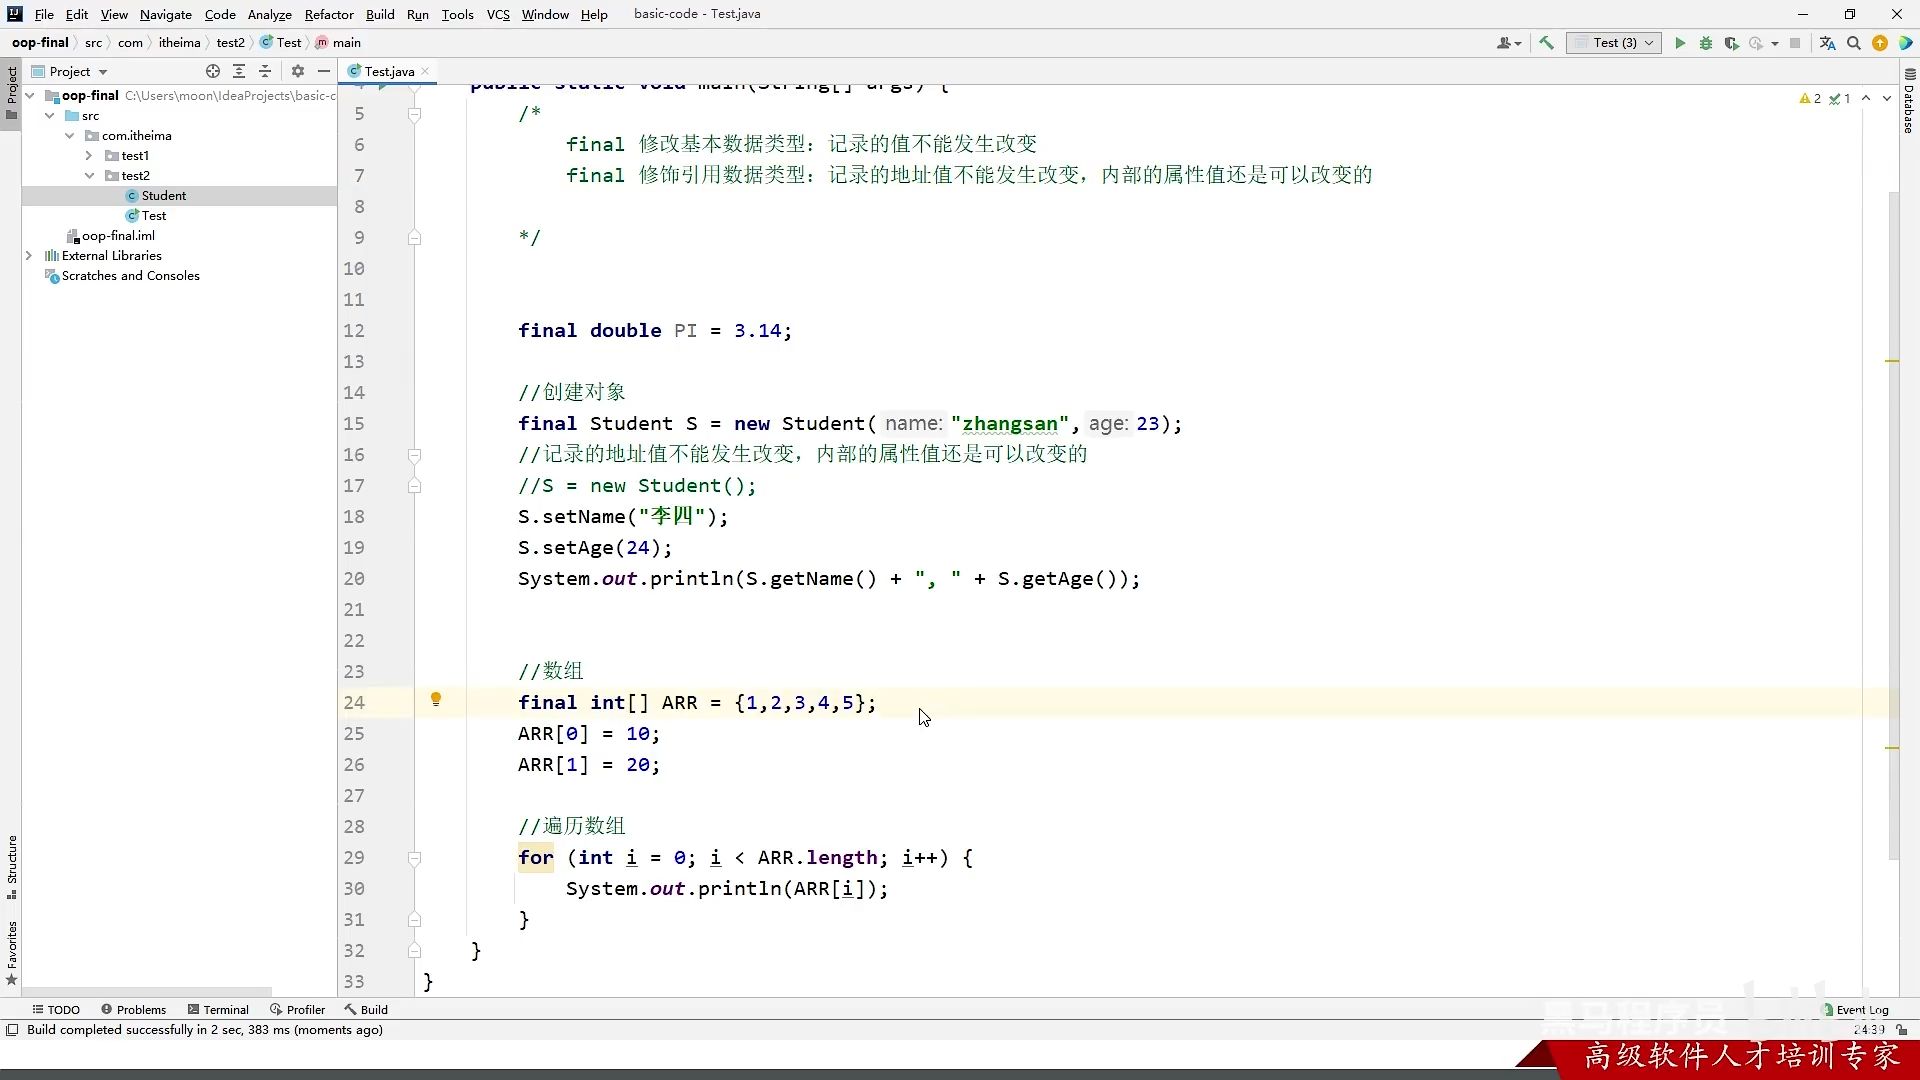 File Edit View Navigate Code Analyze Refactor Build Run Tools VCS Window Help basic-code - Test.java
oop-final src com itheima test2 Test main
Test (3)
Project
Test.java
oop-final C:\Users\moon\IdeaProjects\basic-c
src
com.itheima
test1
test2
Student
Test
oop-final.iml
External Libraries
Scratches and Consoles
Project
Structure
Favorites
Database
2 1
public static void main(String[] args) {
5 /*
6 final 修改基本数据类型：记录的值不能发生改变
7 final 修饰引用数据类型：记录的地址值不能发生改变，内部的属性值还是可以改变的
8
9 */
10
11
12 final double PI = 3.14;
13
14 //创建对象
15 final Student S = new Student( name: "zhangsan", age: 23);
16 //记录的地址值不能发生改变，内部的属性值还是可以改变的
17 //S = new Student();
18 S.setName("李四");
19 S.setAge(24);
20 System.out.println(S.getName() + ", " + S.getAge());
21
22
23 //数组
24 final int[] ARR = {1,2,3,4,5};
25 ARR[0] = 10;
26 ARR[1] = 20;
27
28 //遍历数组
29 for (int i = 0; i < ARR.length; i++) {
30 System.out.println(ARR[i]);
31 }
32 }
33 }
TODO Problems Terminal Profiler Build Event Log
Build completed successfully in 2 sec, 383 ms (moments ago) 24:39
黑马程序员
高级软件人才培训专家